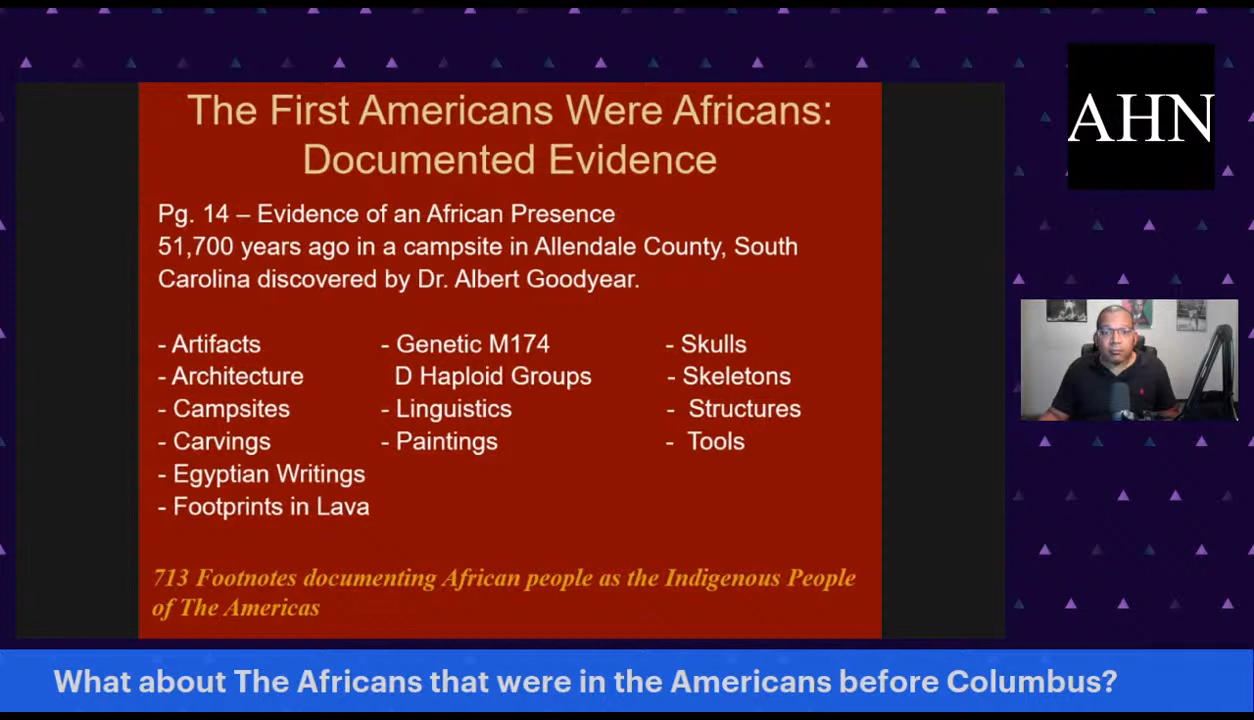 The First Americans Were Africans:
Documented Evidence
AHN
Pg. 14 – Evidence of an African Presence
51,700 years ago in a campsite in Allendale County, South
Carolina discovered by Dr. Albert Goodyear.
- Artifacts
- Architecture
- Campsites
- Carvings
- Egyptian Writings
- Footprints in Lava
- Genetic M174
D Haploid Groups
- Linguistics
- Paintings
- Skulls
- Skeletons
- Structures
- Tools
713 Footnotes documenting African people as the Indigenous People
of The Americas
What about The Africans that were in the Americans before Columbus?